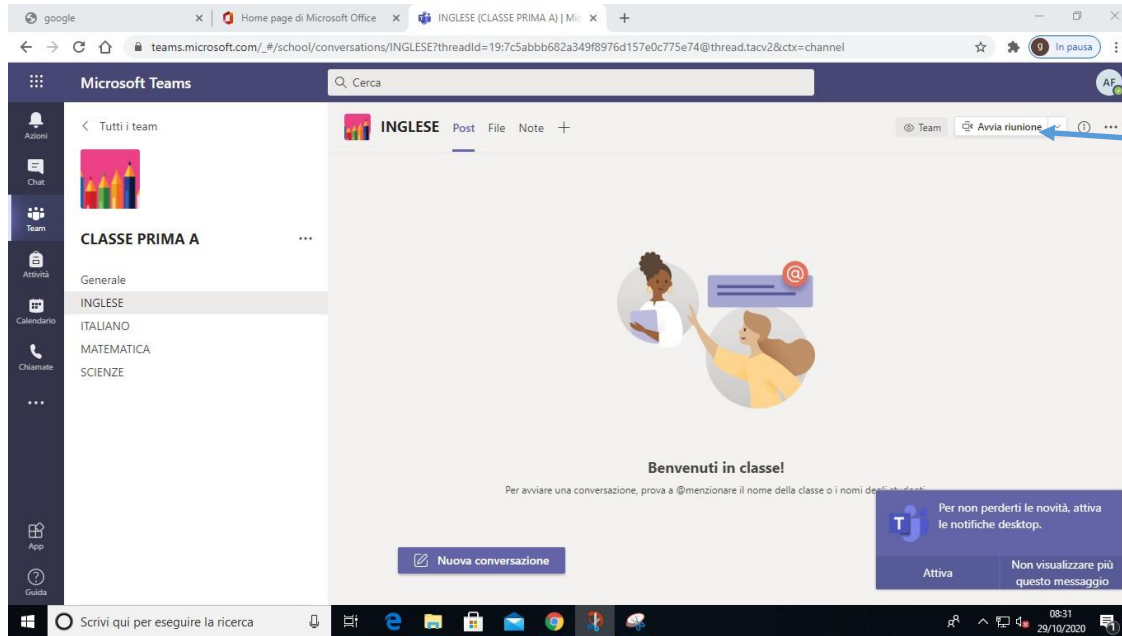 google
Home page di Microsoft Office
INGLESE (CLASSE PRIMA A) | Mic
teams.microsoft.com/_#/school/conversations/INGLESE?threadId=19:7c5abbb682a349f8976d157e0c775e74@thread.tacv2&ctx=channel
g In pausa
Microsoft Teams
Cerca
AF
Azioni
Chat
Team
Attività
Calendario
Chiamate
App
Guida
Tutti i team
CLASSE PRIMA A
Generale
INGLESE
ITALIANO
MATEMATICA
SCIENZE
INGLESE Post File Note
Team Avvia riunione
@
Benvenuti in classe!
Per avviare una conversazione, prova a @menzionare il nome della classe o i nomi degli studenti
Nuova conversazione
T
Per non perderti le novità, attiva
le notifiche desktop.
Attiva
Non visualizzare più
questo messaggio
Scrivi qui per eseguire la ricerca
08:31
29/10/2020
1